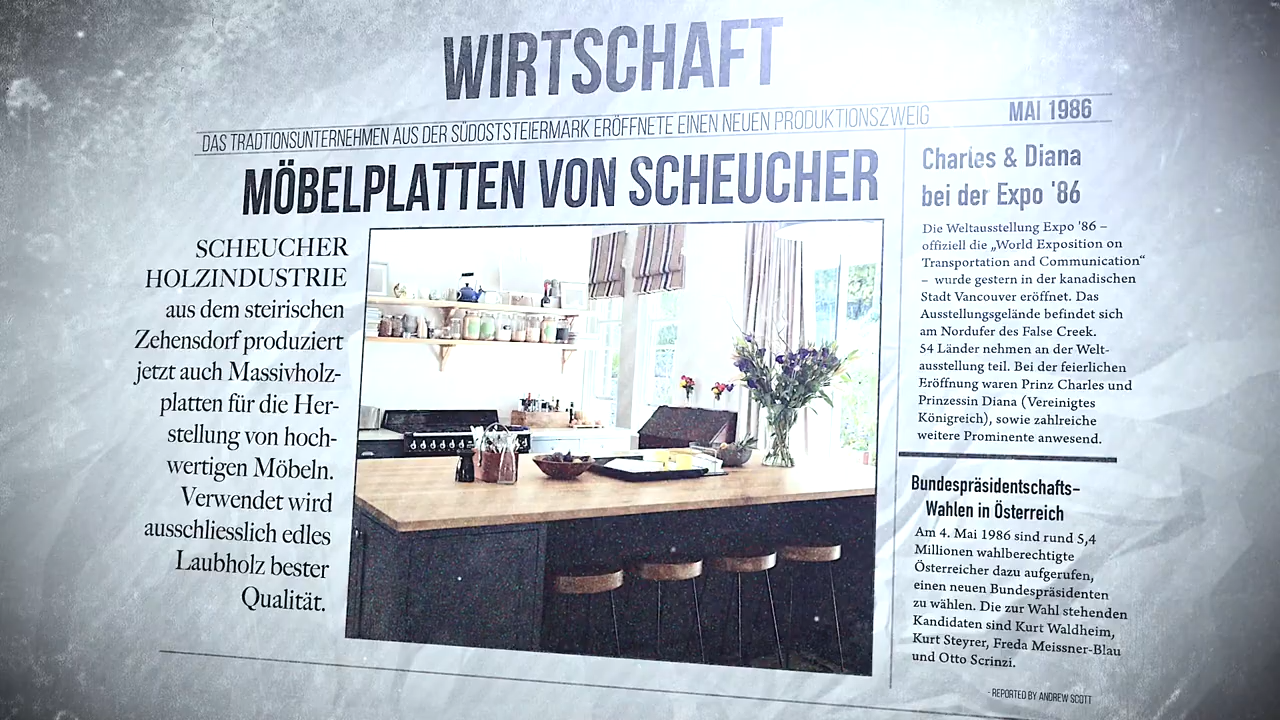 WIRTSCHAFT
DAS TRADTIONSUNTERNEHMEN AUS DER SÜDOSTSTEIERMARK ERÖFFNETE EINEN NEUEN PRODUKTIONSZWEIG
MAI 1986
MÖBELPLATTEN VON SCHEUCHER
SCHEUCHER
HOLZINDUSTRIE
aus dem steirischen
Zehensdorf produziert
jetzt auch Massivholz-
platten für die Her-
stellung von hoch-
wertigen Möbeln.
Verwendet wird
ausschliesslich edles
Laubholz bester
Qualität.
Charles & Diana
bei der Expo '86
Die Weltausstellung Expo '86 –
offiziell die „World Exposition on
Transportation and Communication“
– wurde gestern in der kanadischen
Stadt Vancouver eröffnet. Das
Ausstellungsgelände befindet sich
am Nordufer des False Creek.
54 Länder nehmen an der Welt-
ausstellung teil. Bei der feierlichen
Eröffnung waren Prinz Charles und
Prinzessin Diana (Vereinigtes
Königreich), sowie zahlreiche
weitere Prominente anwesend.
Bundespräsidentschafts-
Wahlen in Österreich
Am 4. Mai 1986 sind rund 5,4
Millionen wahlberechtigte
Österreicher dazu aufgerufen,
einen neuen Bundespräsidenten
zu wählen. Die zur Wahl stehenden
Kandidaten sind Kurt Waldheim,
Kurt Steyrer, Freda Meissner-Blau
und Otto Scrinzi.
- REPORTED BY ANDREW SCOTT